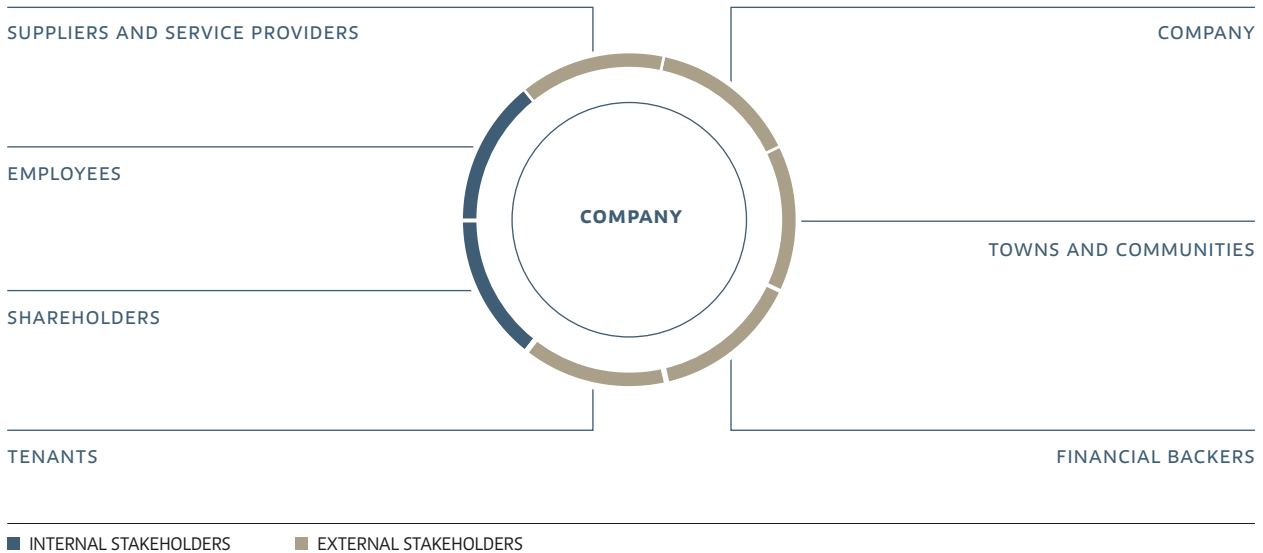 SUPPLIERS AND SERVICE PROVIDERS
COMPANY
EMPLOYEES
COMPANY
TOWNS AND COMMUNITIES
SHAREHOLDERS
TENANTS
FINANCIAL BACKERS
INTERNAL STAKEHOLDERS
EXTERNAL STAKEHOLDERS